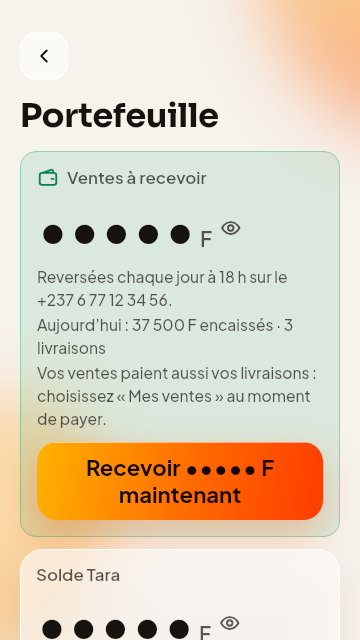 Portefeuille
Ventes à recevoir
● ● ● ● ● F
Reversées chaque jour à 18 h sur le
+237 6 77 12 34 56.
Aujourd’hui : 37 500 F encaissés · 3
livraisons
Vos ventes paient aussi vos livraisons :
choisissez « Mes ventes » au moment
de payer.
Recevoir ●●●●● F
maintenant
Solde Tara
● ● ● ● ● F